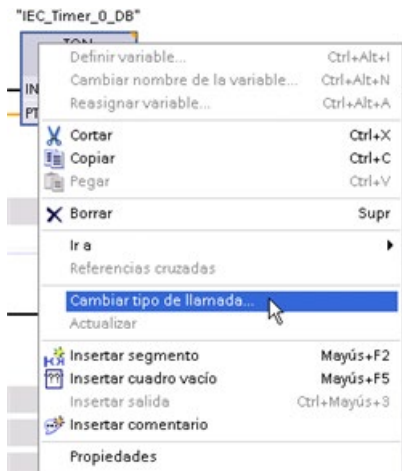 "IEC_Timer_0_DB"
TON
IN
PT
Definir variable... Ctrl+Alt+I
Cambiar nombre de la variable... Ctrl+Alt+N
Reasignar variable... Ctrl+Alt+A
Cortar Ctrl+X
Copiar Ctrl+C
Pegar Ctrl+V
Borrar Supr
Ir a
Referencias cruzadas
Cambiar tipo de llamada...
Actualizar
Insertar segmento Mayús+F2
Insertar cuadro vacío Mayús+F5
Insertar salida Ctrl+Mayús+3
Insertar comentario
Propiedades